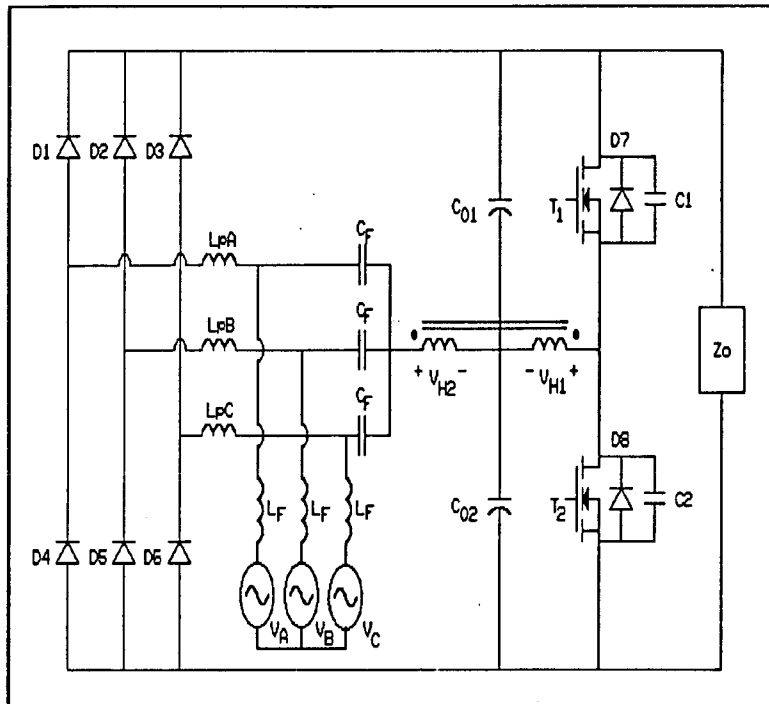 D1
D2
D3
D7
T1
C1
C01
LpA
CF
LpB
CF
LpC
CF
+ VH2 -
- VH1 +
Zo
D8
T2
C2
C02
LF
LF
LF
D4
D5
D6
VA
VB
VC